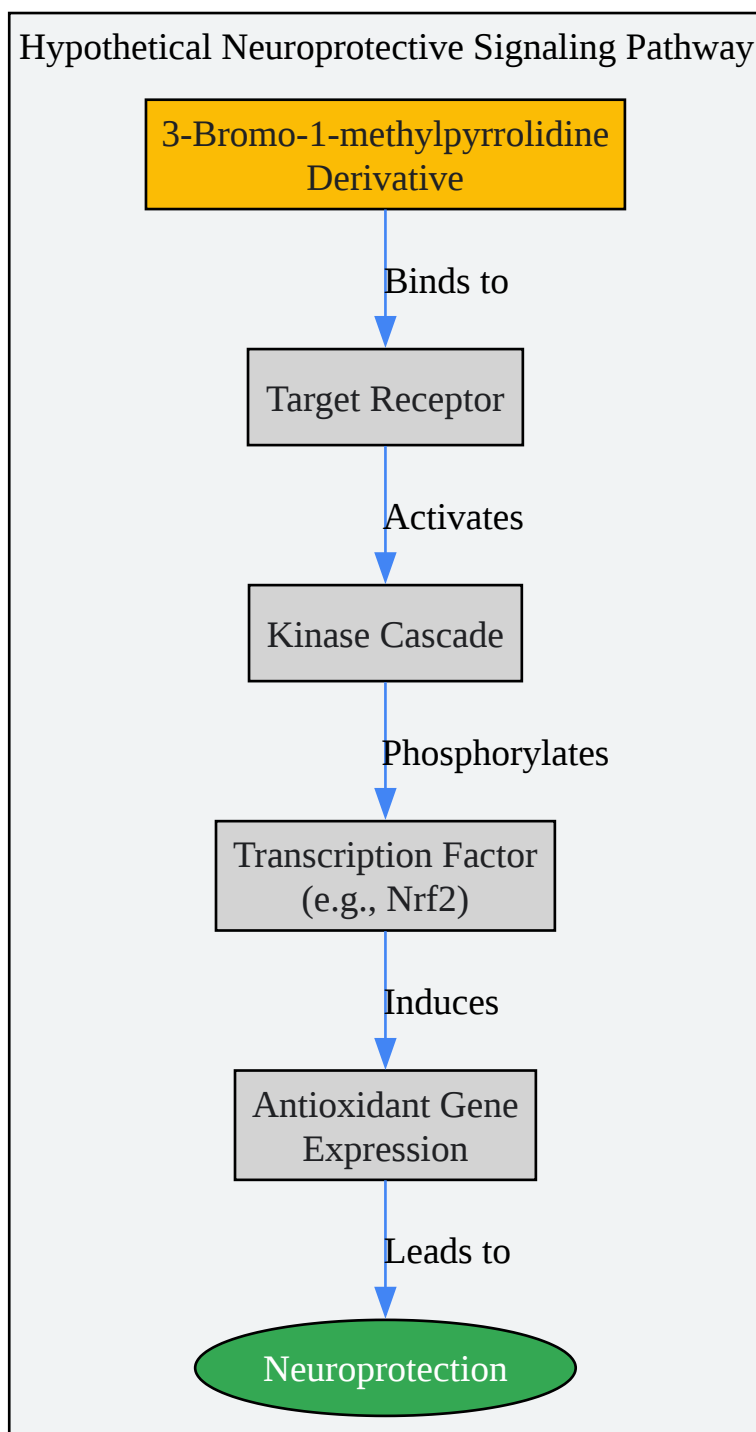 Hypothetical Neuroprotective Signaling Pathway
3-Bromo-1-methylpyrrolidine
Derivative
Binds to
Target Receptor
Activates
Kinase Cascade
Phosphorylates
Transcription Factor
(e.g., Nrf2)
Induces
Antioxidant Gene
Expression
Leads to
Neuroprotection